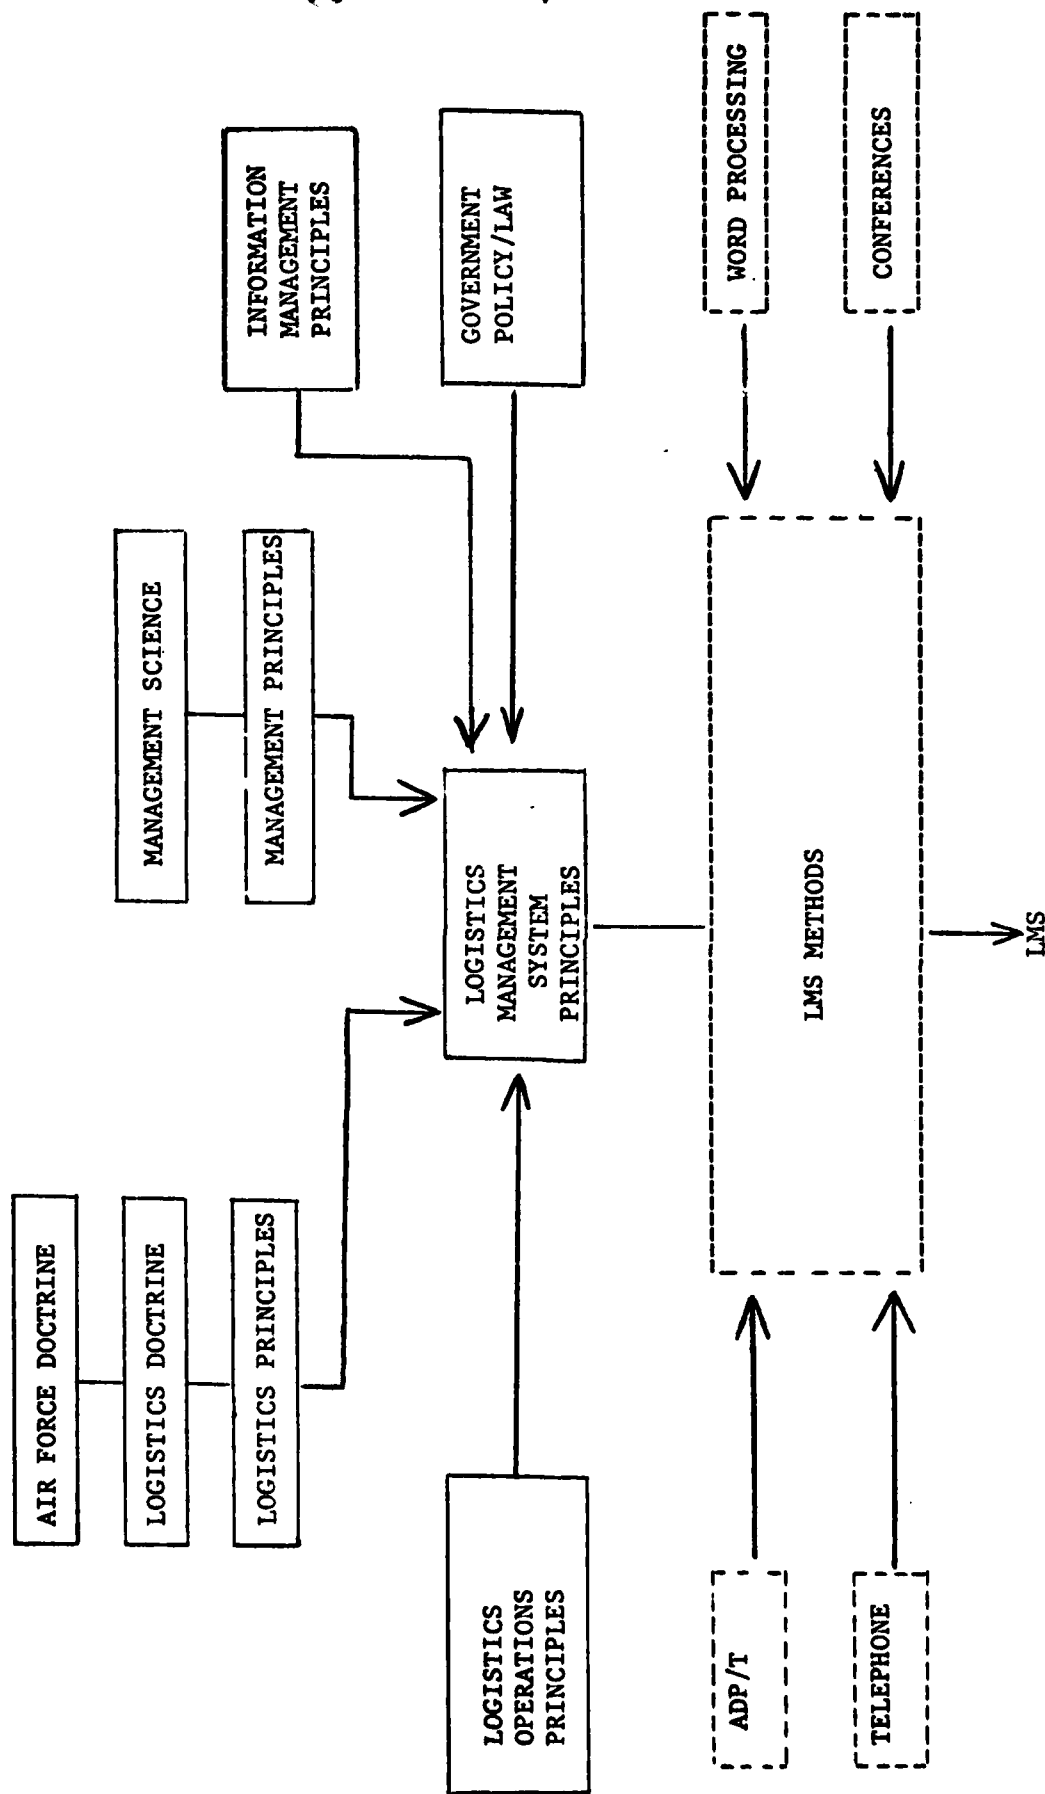 AIR FORCE DOCTRINE
LOGISTICS DOCTRINE
LOGISTICS PRINCIPLES
MANAGEMENT SCIENCE
MANAGEMENT PRINCIPLES
INFORMATION
MANAGEMENT
PRINCIPLES
LOGISTICS
OPERATIONS
PRINCIPLES
LOGISTICS
MANAGEMENT
SYSTEM
PRINCIPLES
GOVERNMENT
POLICY/LAW
ADP/T
TELEPHONE
LMS METHODS
WORD PROCESSING
CONFERENCES
LMS